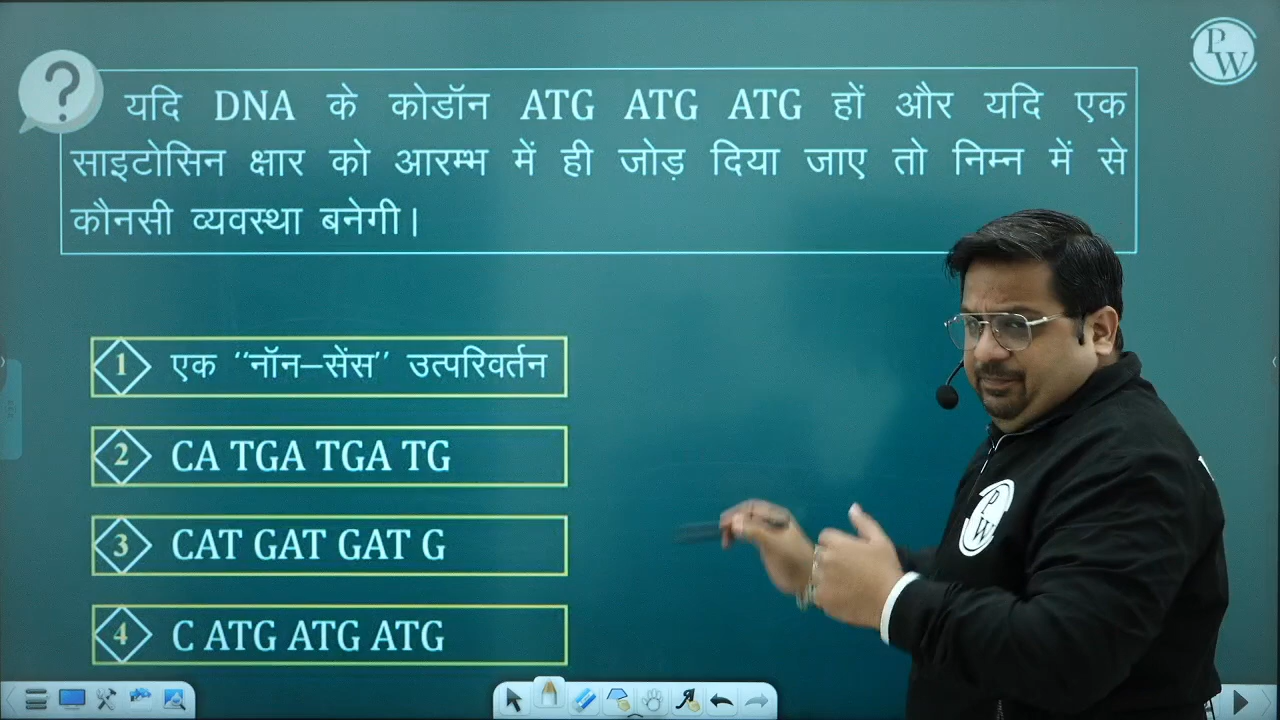 P
W
?
यदि DNA के कोडॉन ATG ATG ATG हों और यदि एक
साइटोसिन क्षार को आरम्भ में ही जोड़ दिया जाए तो निम्न में से
कौनसी व्यवस्था बनेगी।
1 एक ‘‘नॉन–सेंस’’ उत्परिवर्तन
2 CA TGA TGA TG
3 CAT GAT GAT G
4 C ATG ATG ATG
P
W